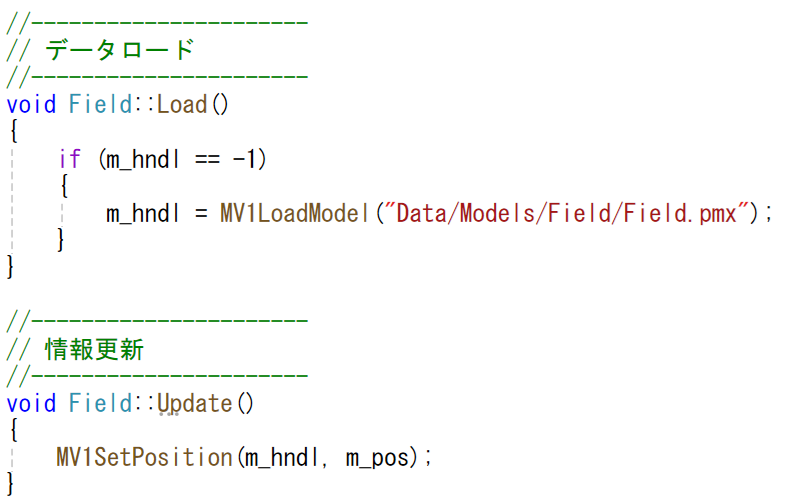 //----------------------
// データロード
//----------------------
void Field::Load()
{
    if (m_hndl == -1)
    {
        m_hndl = MV1LoadModel("Data/Models/Field/Field.pmx");
    }
}

//----------------------
// 情報更新
//----------------------
void Field::Update()
{
    MV1SetPosition(m_hndl, m_pos);
}